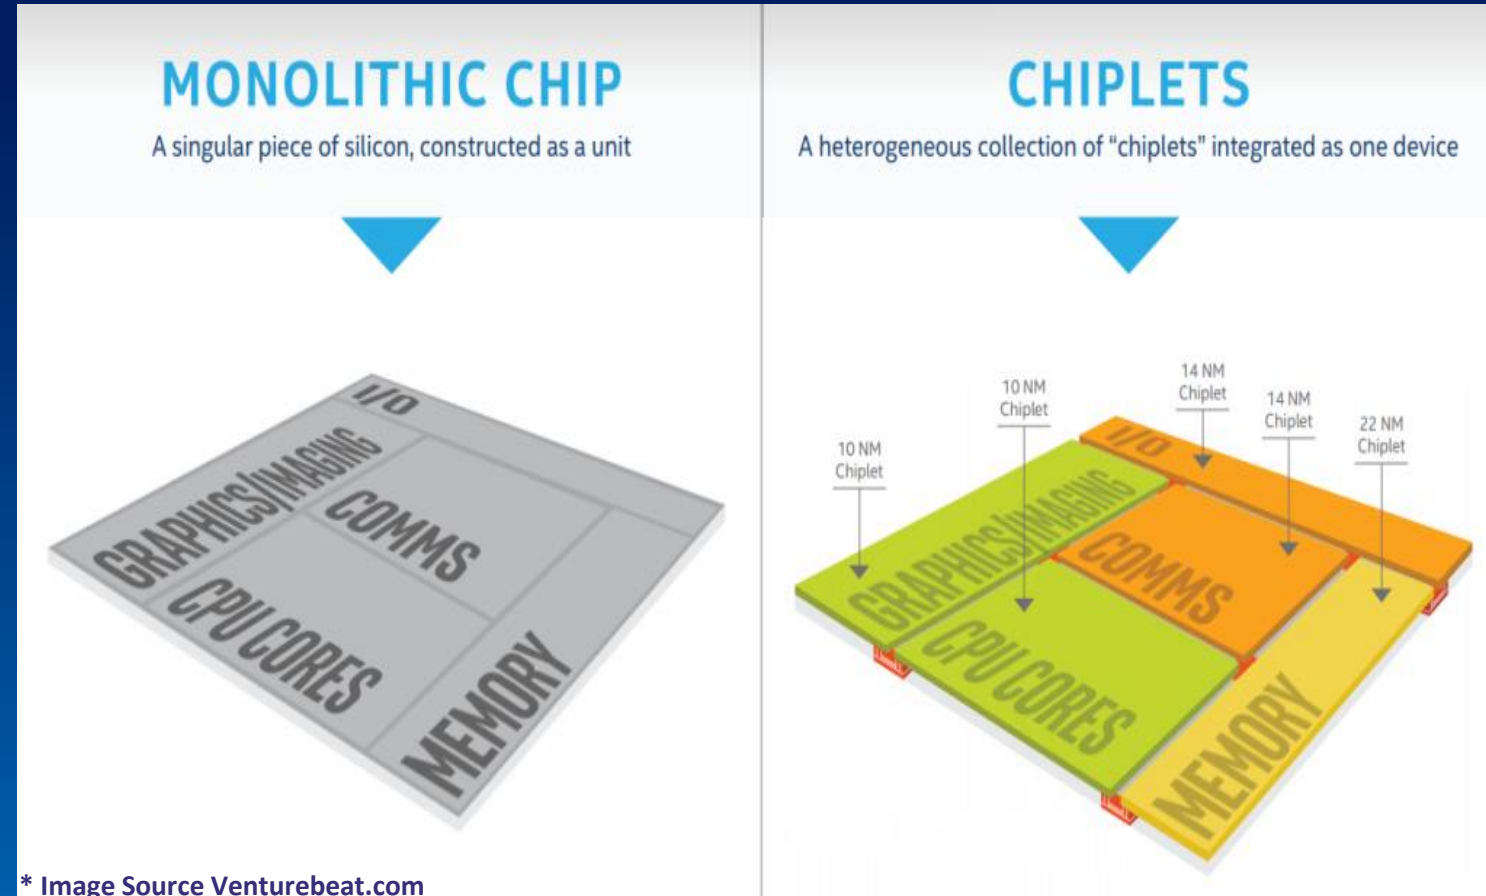 MONOLITHIC CHIP
A singular piece of silicon, constructed as a unit
I/O
GRAPHICS/IMAGING
COMMS
CPU CORES
MEMORY
* Image Source Venturebeat.com
CHIPLETS
A heterogeneous collection of “chiplets” integrated as one device
10 NM
Chiplet
10 NM
Chiplet
14 NM
Chiplet
14 NM
Chiplet
22 NM
Chiplet
I/O
GRAPHICS/IMAGING
COMMS
CPU CORES
MEMORY